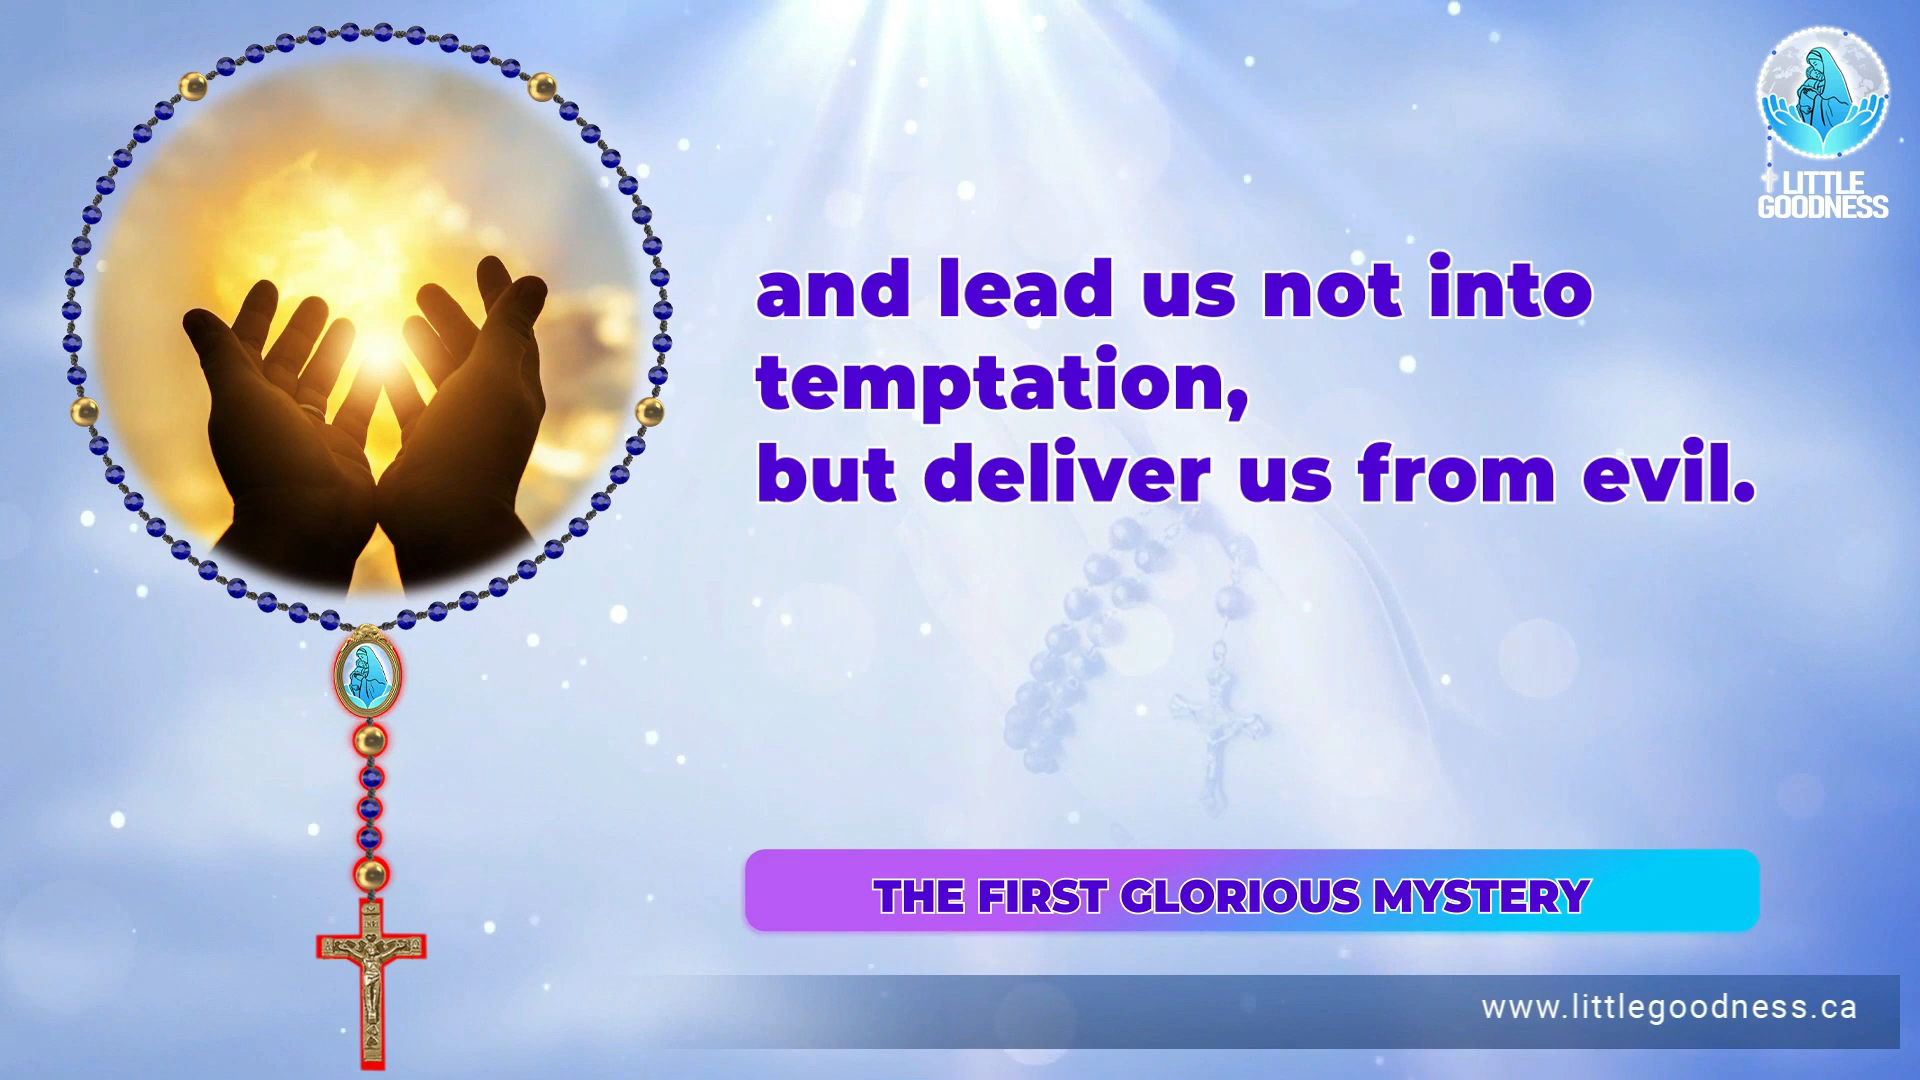 LITTLE
GOODNESS
and lead us not into
temptation,
but deliver us from evil.
THE FIRST GLORIOUS MYSTERY
www.littlegoodness.ca